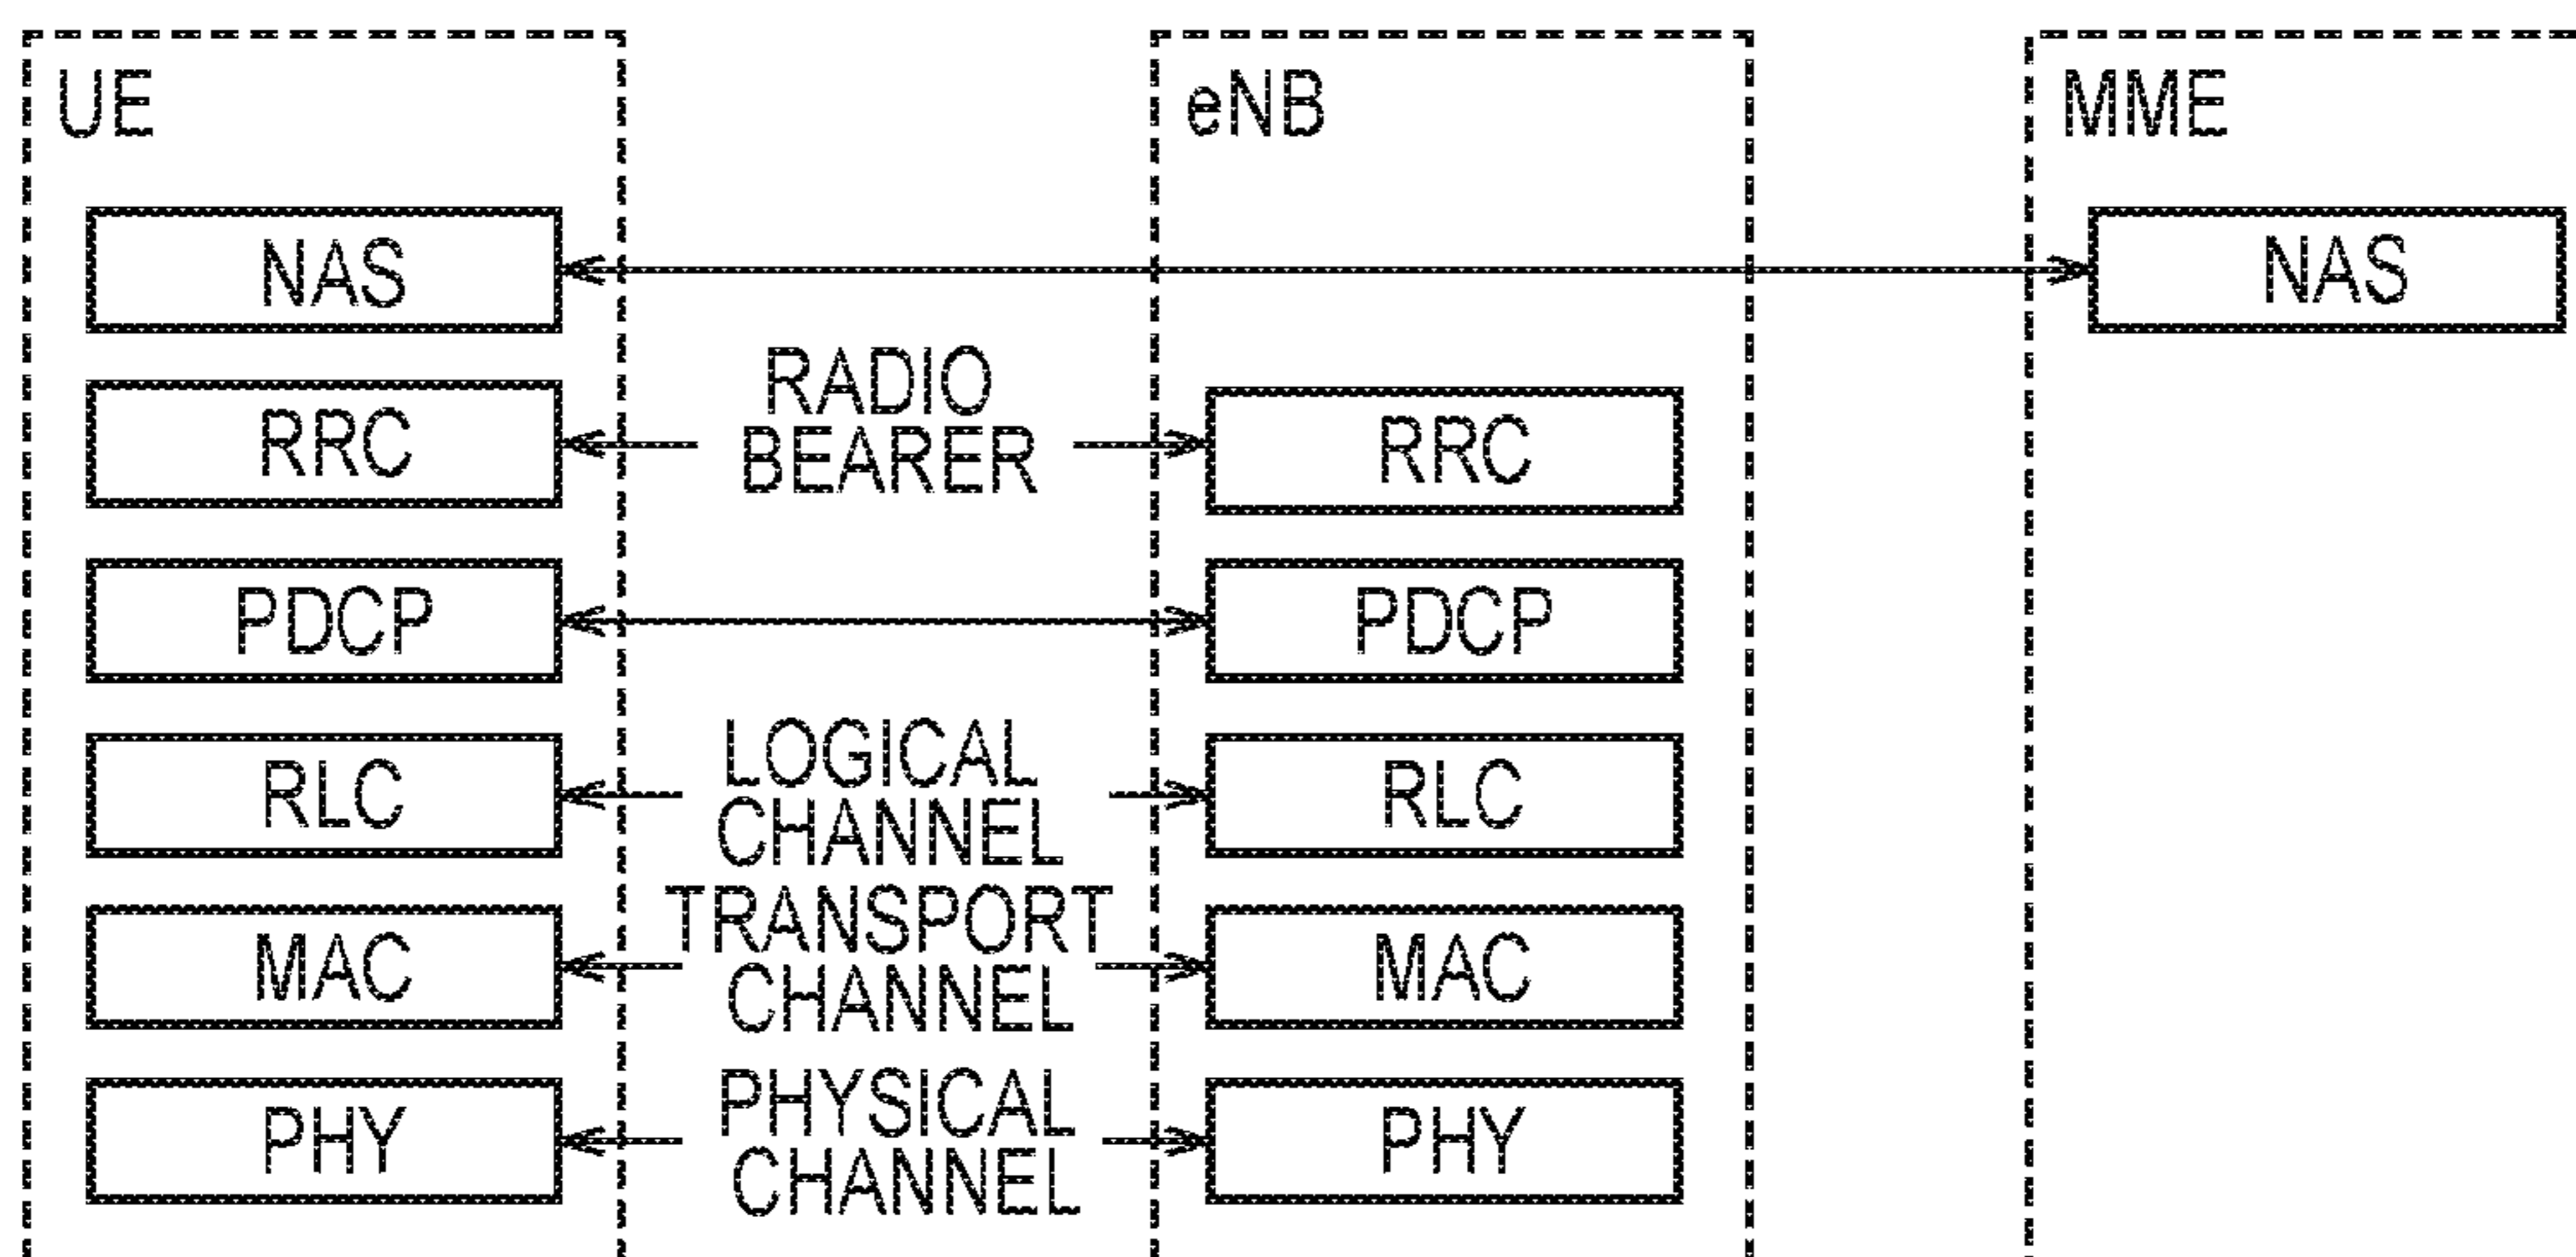 UE
eNB
MME
NAS
NAS
RADIO
BEARER
RRC
RRC
PDCP
PDCP
LOGICAL
CHANNEL
RLC
RLC
TRANSPORT
CHANNEL
MAC
MAC
PHYSICAL
CHANNEL
PHY
PHY